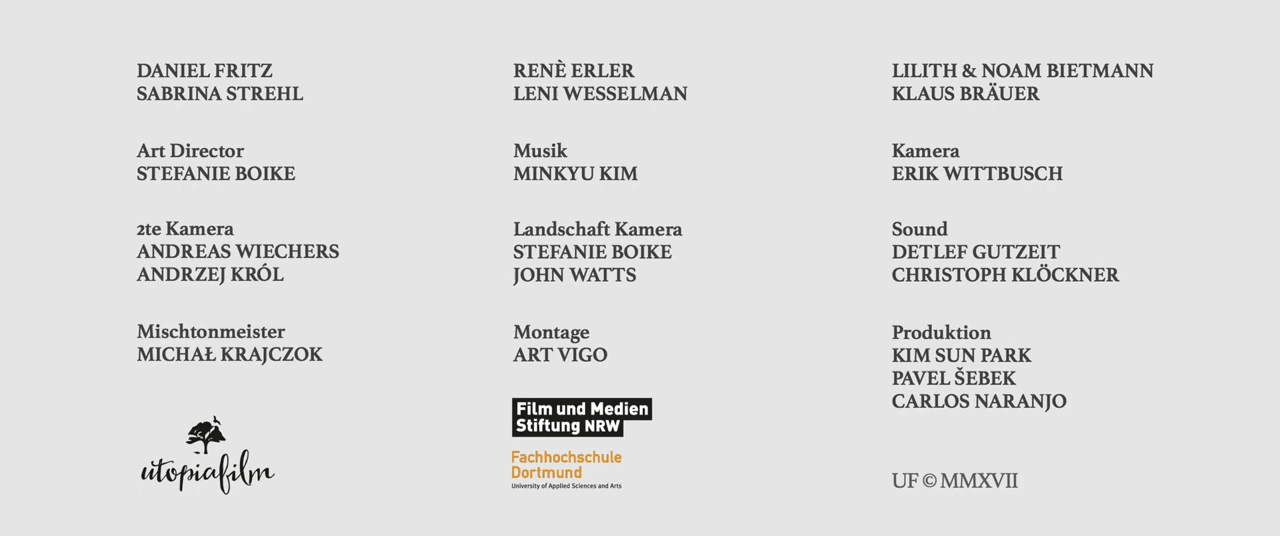 DANIEL FRITZ
SABRINA STREHL
RENÈ ERLER
LENI WESSELMAN
LILITH & NOAM BIETMANN
KLAUS BRÄUER
Art Director
STEFANIE BOIKE
Musik
MINKYU KIM
Kamera
ERIK WITTBUSCH
2te Kamera
ANDREAS WIECHERS
ANDRZEJ KRÓL
Landschaft Kamera
STEFANIE BOIKE
JOHN WATTS
Sound
DETLEF GUTZEIT
CHRISTOPH KLÖCKNER
Mischtonmeister
MICHAŁ KRAJCZOK
Montage
ART VIGO
Produktion
KIM SUN PARK
PAVEL ŠEBEK
CARLOS NARANJO
utopiafilm
Film und Medien
Stiftung NRW
Fachhochschule
Dortmund
University of Applied Sciences and Arts
UF © MMXVII